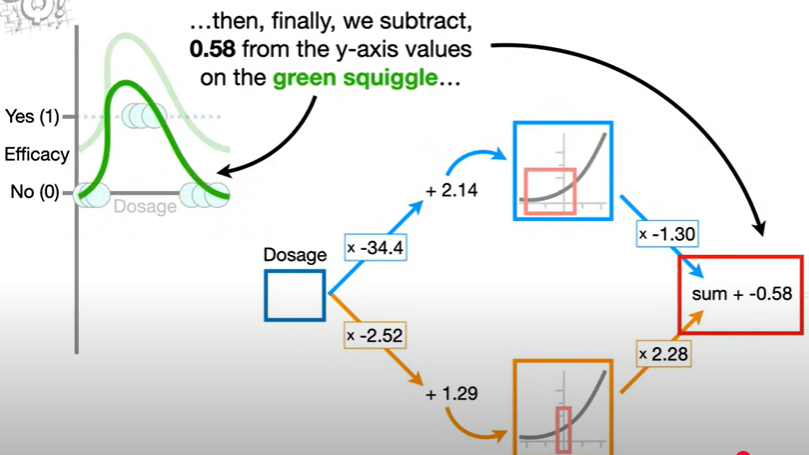 ...then, finally, we subtract,
0.58 from the y-axis values
on the green squiggle...
Yes (1)
Efficacy
No (0)
Dosage
Dosage
x -34.4
+ 2.14
x -1.30
sum + -0.58
x -2.52
+ 1.29
x 2.28